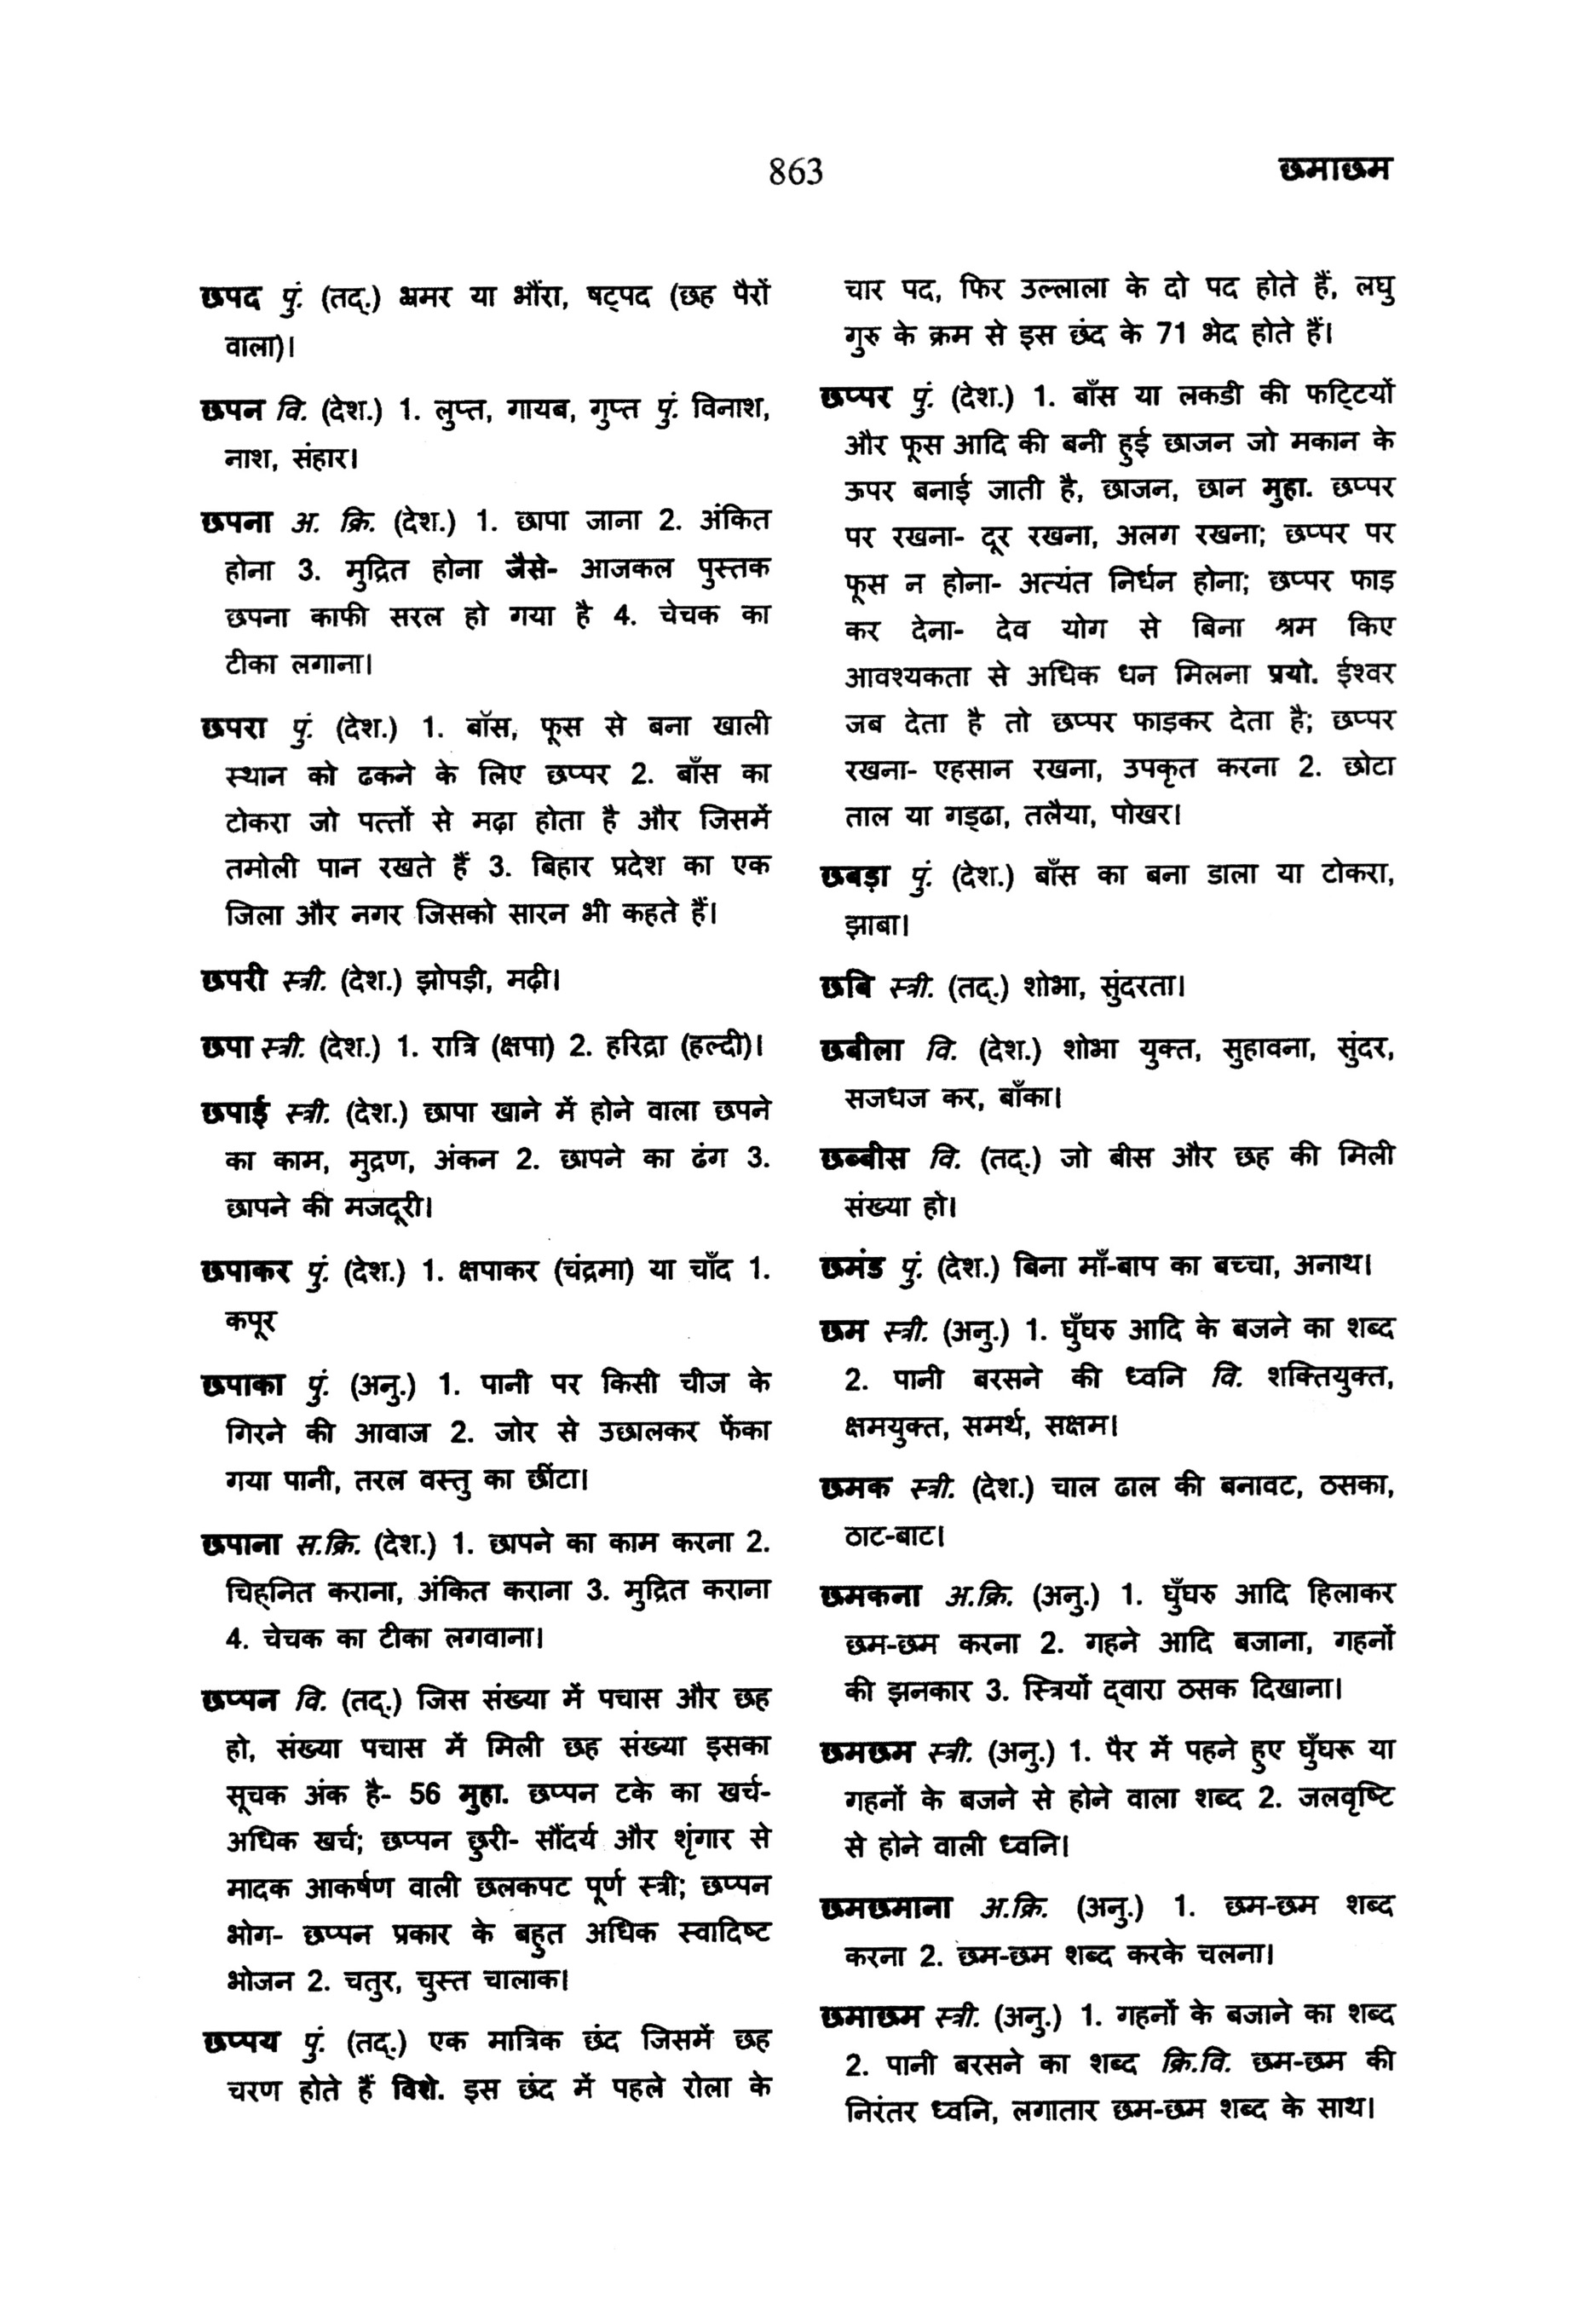 863
छमाछम
छपद पुं. (तद्.) भ्रमर या भौंरा, षट्पद (छह पैरों
वाला)।
छपन वि. (देश.) 1. लुप्त, गायब, गुप्त पुं. विनाश,
नाश, संहार।
छपना अ. क्रि. (देश.) 1. छापा जाना 2. अंकित
होना 3. मुद्रित होना जैसे- आजकल पुस्तक
छपना काफी सरल हो गया है 4. चेचक का
टीका लगाना।
छपरा पुं. (देश.) 1. बॉस, फूस से बना खाली
स्थान को ढकने के लिए छप्पर 2. बाँस का
टोकरा जो पत्तों से मढ़ा होता है और जिसमें
तमोली पान रखते हैं 3. बिहार प्रदेश का एक
जिला और नगर जिसको सारन भी कहते हैं।
छपरी स्त्री. (देश.) झोपड़ी, मढ़ी।
छपा स्त्री. (देश.) 1. रात्रि (क्षपा) 2. हरिद्रा (हल्दी)।
छपाई स्त्री. (देश.) छापा खाने में होने वाला छपने
का काम, मुद्रण, अंकन 2. छापने का ढंग 3.
छापने की मजदूरी।
छपाकर पुं. (देश.) 1. क्षपाकर (चंद्रमा) या चाँद 1.
कपूर
छपाका पुं. (अनु.) 1. पानी पर किसी चीज के
गिरने की आवाज 2. जोर से उछालकर फेंका
गया पानी, तरल वस्तु का छींटा।
छपाना स.क्रि. (देश.) 1. छापने का काम करना 2.
चिह्नित कराना, अंकित कराना 3. मुद्रित कराना
4. चेचक का टीका लगवाना।
छप्पन वि. (तद्.) जिस संख्या में पचास और छह
हो, संख्या पचास में मिली छह संख्या इसका
सूचक अंक है- 56 मुहा. छप्पन टके का खर्च-
अधिक खर्च; छप्पन छुरी- सौंदर्य और शृंगार से
मादक आकर्षण वाली छलकपट पूर्ण स्त्री; छप्पन
भोग- छप्पन प्रकार के बहुत अधिक स्वादिष्ट
भोजन 2. चतुर, चुस्त चालाक।
छप्पय पुं. (तद्.) एक मात्रिक छंद जिसमें छह
चरण होते हैं विशे. इस छंद में पहले रोला के
चार पद, फिर उल्लाला के दो पद होते हैं, लघु
गुरु के क्रम से इस छंद के 71 भेद होते हैं।
छप्पर पुं. (देश.) 1. बाँस या लकडी की फट्टियों
और फूस आदि की बनी हुई छाजन जो मकान के
ऊपर बनाई जाती है, छाजन, छान मुहा. छप्पर
पर रखना- दूर रखना, अलग रखना; छप्पर पर
फूस न होना- अत्यंत निर्धन होना; छप्पर फाड़
कर देना- देव योग से बिना श्रम किए
आवश्यकता से अधिक धन मिलना प्रयो. ईश्वर
जब देता है तो छप्पर फाड़कर देता है; छप्पर
रखना- एहसान रखना, उपकृत करना 2. छोटा
ताल या गड्ढा, तलैया, पोखर।
छबड़ा पुं. (देश.) बाँस का बना डाला या टोकरा,
झाबा।
छबि स्त्री. (तद्.) शोभा, सुंदरता।
छबीला वि. (देश.) शोभा युक्त, सुहावना, सुंदर,
सजधज कर, बाँका।
छब्बीस वि. (तद्.) जो बीस और छह की मिली
संख्या हो।
छमंड पुं. (देश.) बिना माँ-बाप का बच्चा, अनाथ।
छम स्त्री. (अनु.) 1. घुँघरु आदि के बजने का शब्द
2. पानी बरसने की ध्वनि वि. शक्तियुक्त,
क्षमयुक्त, समर्थ, सक्षम।
छमक स्त्री. (देश.) चाल ढाल की बनावट, ठसका,
ठाट-बाट।
छमकना अ.क्रि. (अनु.) 1. घुँघरु आदि हिलाकर
छम-छम करना 2. गहने आदि बजाना, गहनों
की झनकार 3. स्त्रियों द्वारा ठसक दिखाना।
छमछम स्त्री. (अनु.) 1. पैर में पहने हुए घुँघरू या
गहनों के बजने से होने वाला शब्द 2. जलवृष्टि
से होने वाली ध्वनि।
छमछमाना अ.क्रि. (अनु.) 1. छम-छम शब्द
करना 2. छम-छम शब्द करके चलना।
छमाछम स्त्री. (अनु.) 1. गहनों के बजाने का शब्द
2. पानी बरसने का शब्द क्रि.वि. छम-छम की
निरंतर ध्वनि, लगातार छम-छम शब्द के साथ।